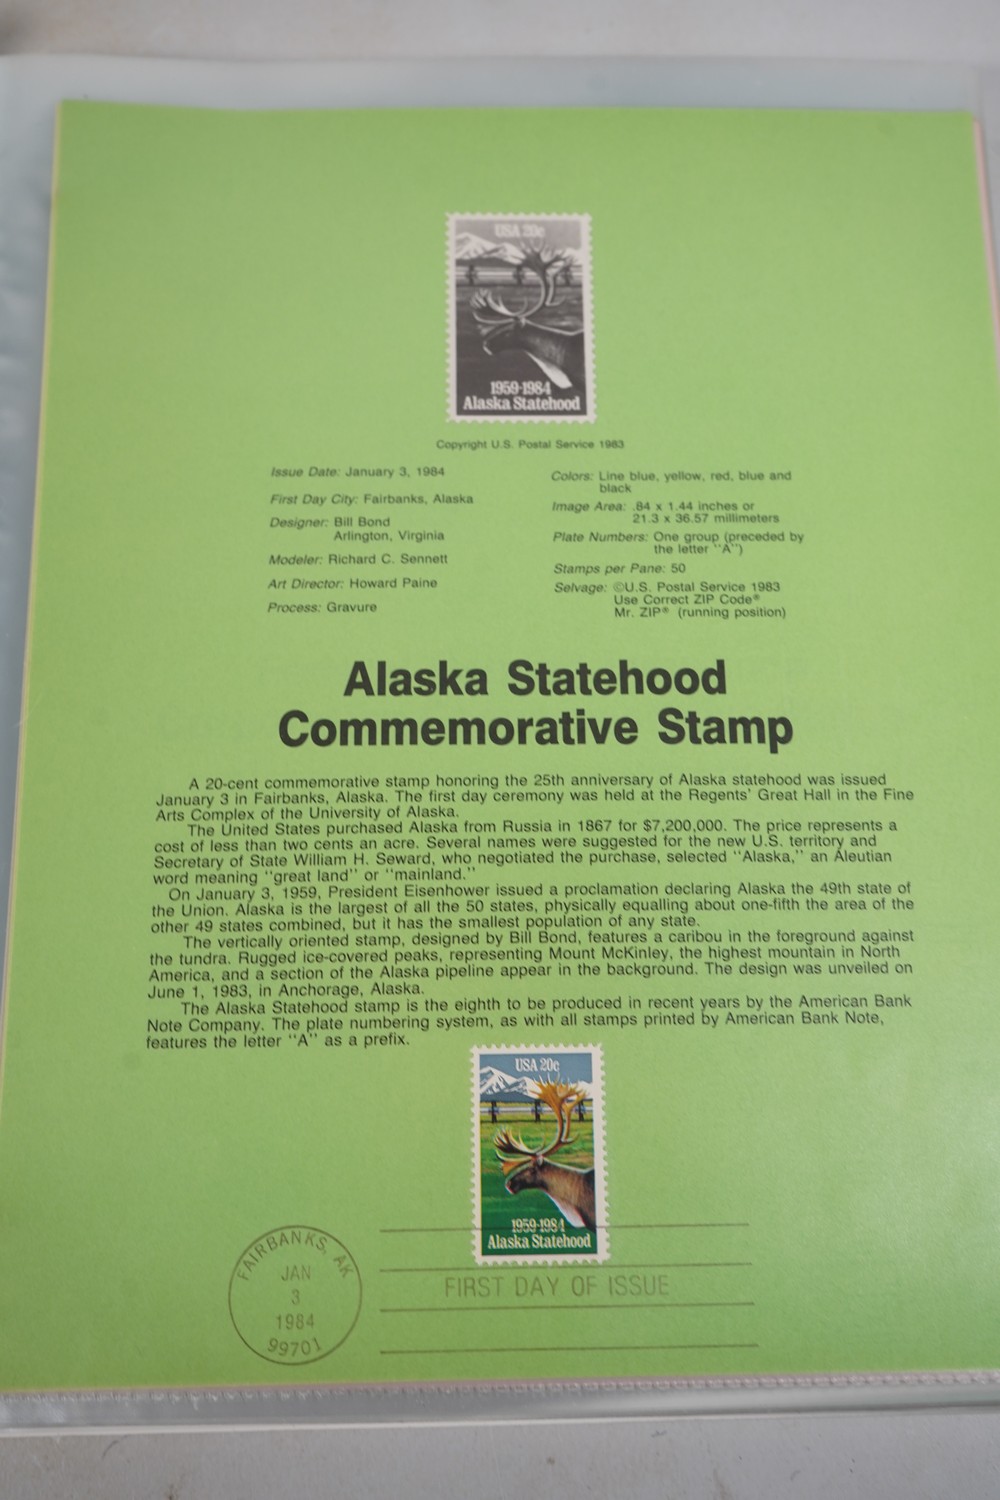 USA 20c
1959-1984
Alaska Statehood
Copyright U.S. Postal Service 1983
Issue Date: January 3, 1984
First Day City: Fairbanks, Alaska
Designer: Bill Bond
Arlington, Virginia
Modeler: Richard C. Sennett
Art Director: Howard Paine
Process: Gravure
Colors: Line blue, yellow, red, blue and
black
Image Area: .84 x 1.44 inches or
21.3 x 36.57 millimeters
Plate Numbers: One group (preceded by
the letter "A")
Stamps per Pane: 50
Selvage: ©U.S. Postal Service 1983
Use Correct ZIP Code®
Mr. ZIP® (running position)
Alaska Statehood
Commemorative Stamp
A 20-cent commemorative stamp honoring the 25th anniversary of Alaska statehood was issued
January 3 in Fairbanks, Alaska. The first day ceremony was held at the Regents' Great Hall in the Fine
Arts Complex of the University of Alaska.
The United States purchased Alaska from Russia in 1867 for $7,200,000. The price represents a
cost of less than two cents an acre. Several names were suggested for the new U.S. territory and
Secretary of State William H. Seward, who negotiated the purchase, selected "Alaska," an Aleutian
word meaning "great land" or "mainland."
On January 3, 1959, President Eisenhower issued a proclamation declaring Alaska the 49th state of
the Union. Alaska is the largest of all the 50 states, physically equalling about one-fifth the area of the
other 49 states combined, but it has the smallest population of any state.
The vertically oriented stamp, designed by Bill Bond, features a caribou in the foreground against
the tundra. Rugged ice-covered peaks, representing Mount McKinley, the highest mountain in North
America, and a section of the Alaska pipeline appear in the background. The design was unveiled on
June 1, 1983, in Anchorage, Alaska.
The Alaska Statehood stamp is the eighth to be produced in recent years by the American Bank
Note Company. The plate numbering system, as with all stamps printed by American Bank Note,
features the letter "A" as a prefix.
USA 20c
1959-1984
Alaska Statehood
FAIRBANKS, AK
JAN
3
1984
99701
FIRST DAY OF ISSUE